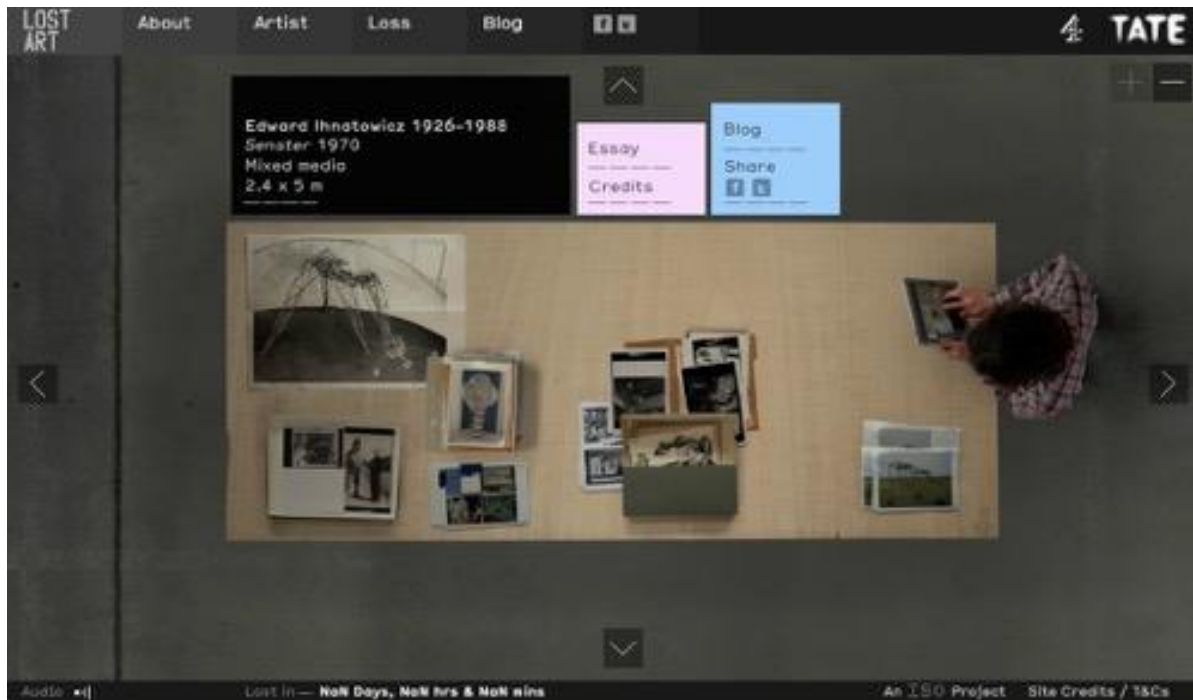 LOST
ART
About
Artist
Loss
Blog
4
TATE
Edward Ihnatowicz 1926–1988
Senster 1970
Mixed media
2.4 x 5 m
Essay
Credits
Blog
Share
Audio
Lost in — NaN Days, NaN hrs & NaN mins
An ISO Project
Site Credits / T&Cs